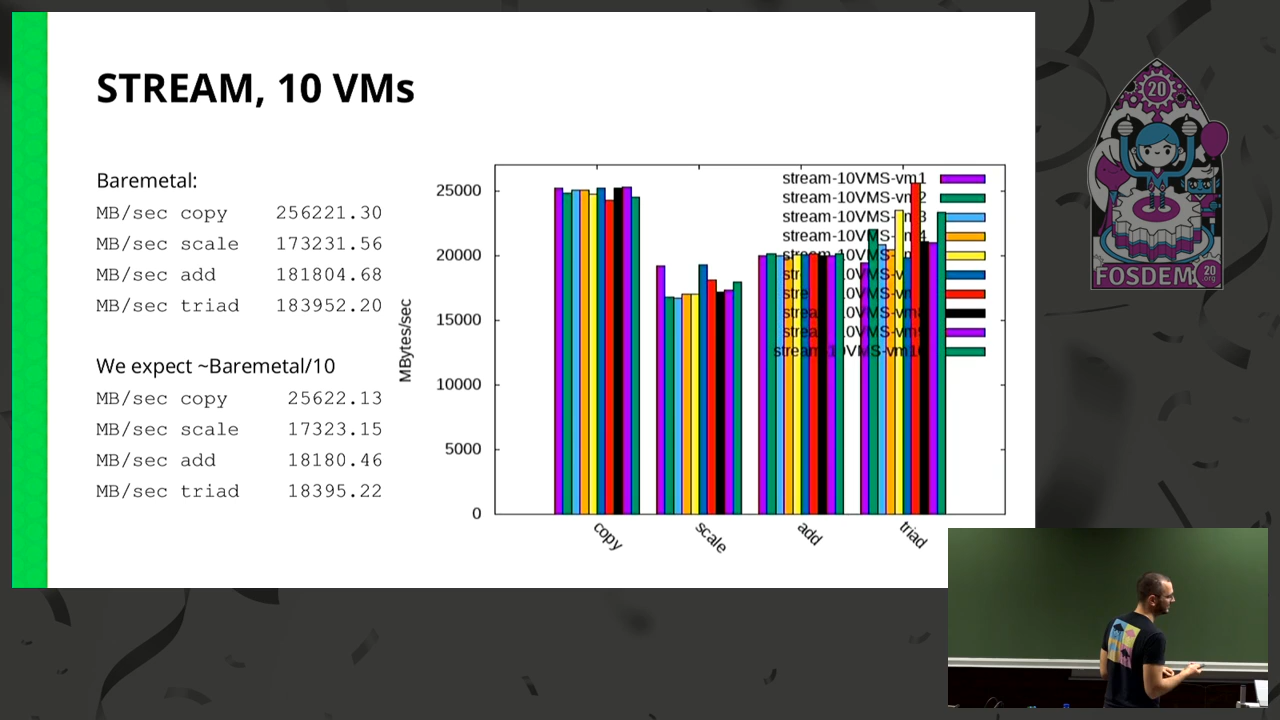 STREAM, 10 VMs
Baremetal:
MB/sec copy 256221.30
MB/sec scale 173231.56
MB/sec add 181804.68
MB/sec triad 183952.20
We expect ~Baremetal/10
MB/sec copy 25622.13
MB/sec scale 17323.15
MB/sec add 18180.46
MB/sec triad 18395.22
MBytes/sec
25000
20000
15000
10000
5000
0
copy
scale
add
triad
stream-10VMS-vm1
20
FOSDEM
20
.org